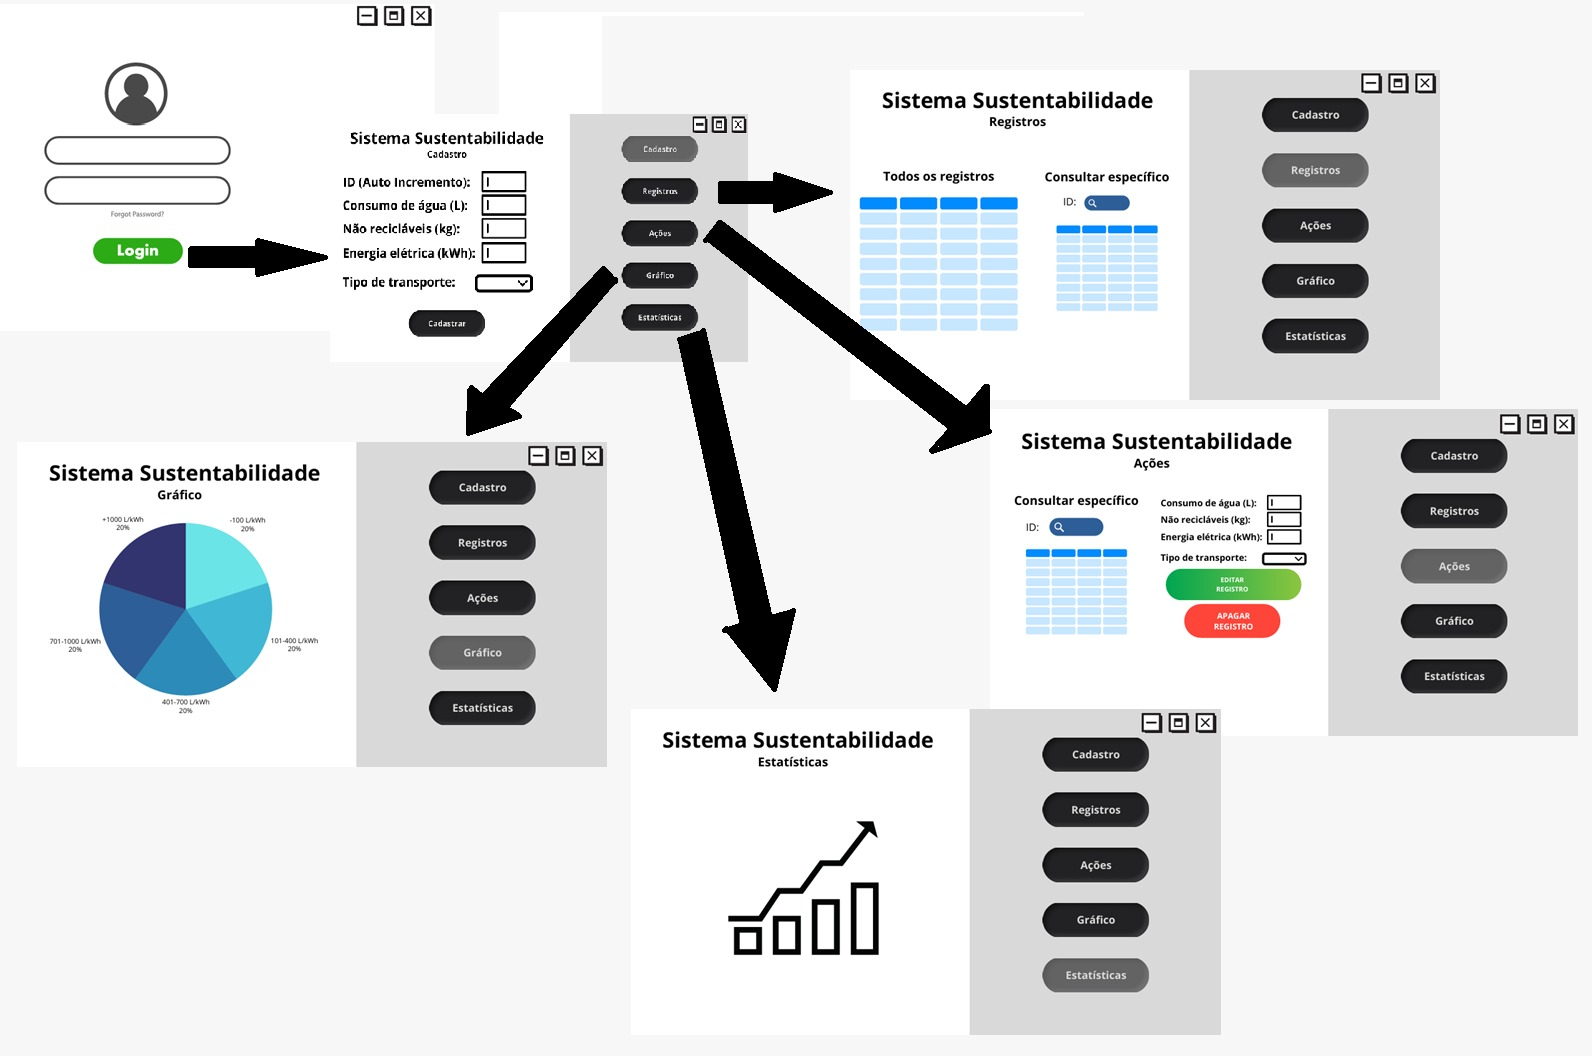 Forgot Password?
Login
Sistema Sustentabilidade
Cadastro
ID (Auto Incremento):
Consumo de água (L):
Não recicláveis (kg):
Energia elétrica (kWh):
Tipo de transporte:
Cadastrar
Cadastro
Registros
Ações
Gráfico
Estatísticas
Sistema Sustentabilidade
Registros
Todos os registros
Consultar específico
ID:
Cadastro
Registros
Ações
Gráfico
Estatísticas
Sistema Sustentabilidade
Gráfico
+1000 L/kWh
20%
-100 L/kWh
20%
701-1000 L/kWh
20%
101-400 L/kWh
20%
401-700 L/kWh
20%
Cadastro
Registros
Ações
Gráfico
Estatísticas
Sistema Sustentabilidade
Ações
Consultar específico
ID:
Consumo de água (L):
Não recicláveis (kg):
Energia elétrica (kWh):
Tipo de transporte:
EDITAR
REGISTRO
APAGAR
REGISTRO
Cadastro
Registros
Ações
Gráfico
Estatísticas
Sistema Sustentabilidade
Estatísticas
Cadastro
Registros
Ações
Gráfico
Estatísticas